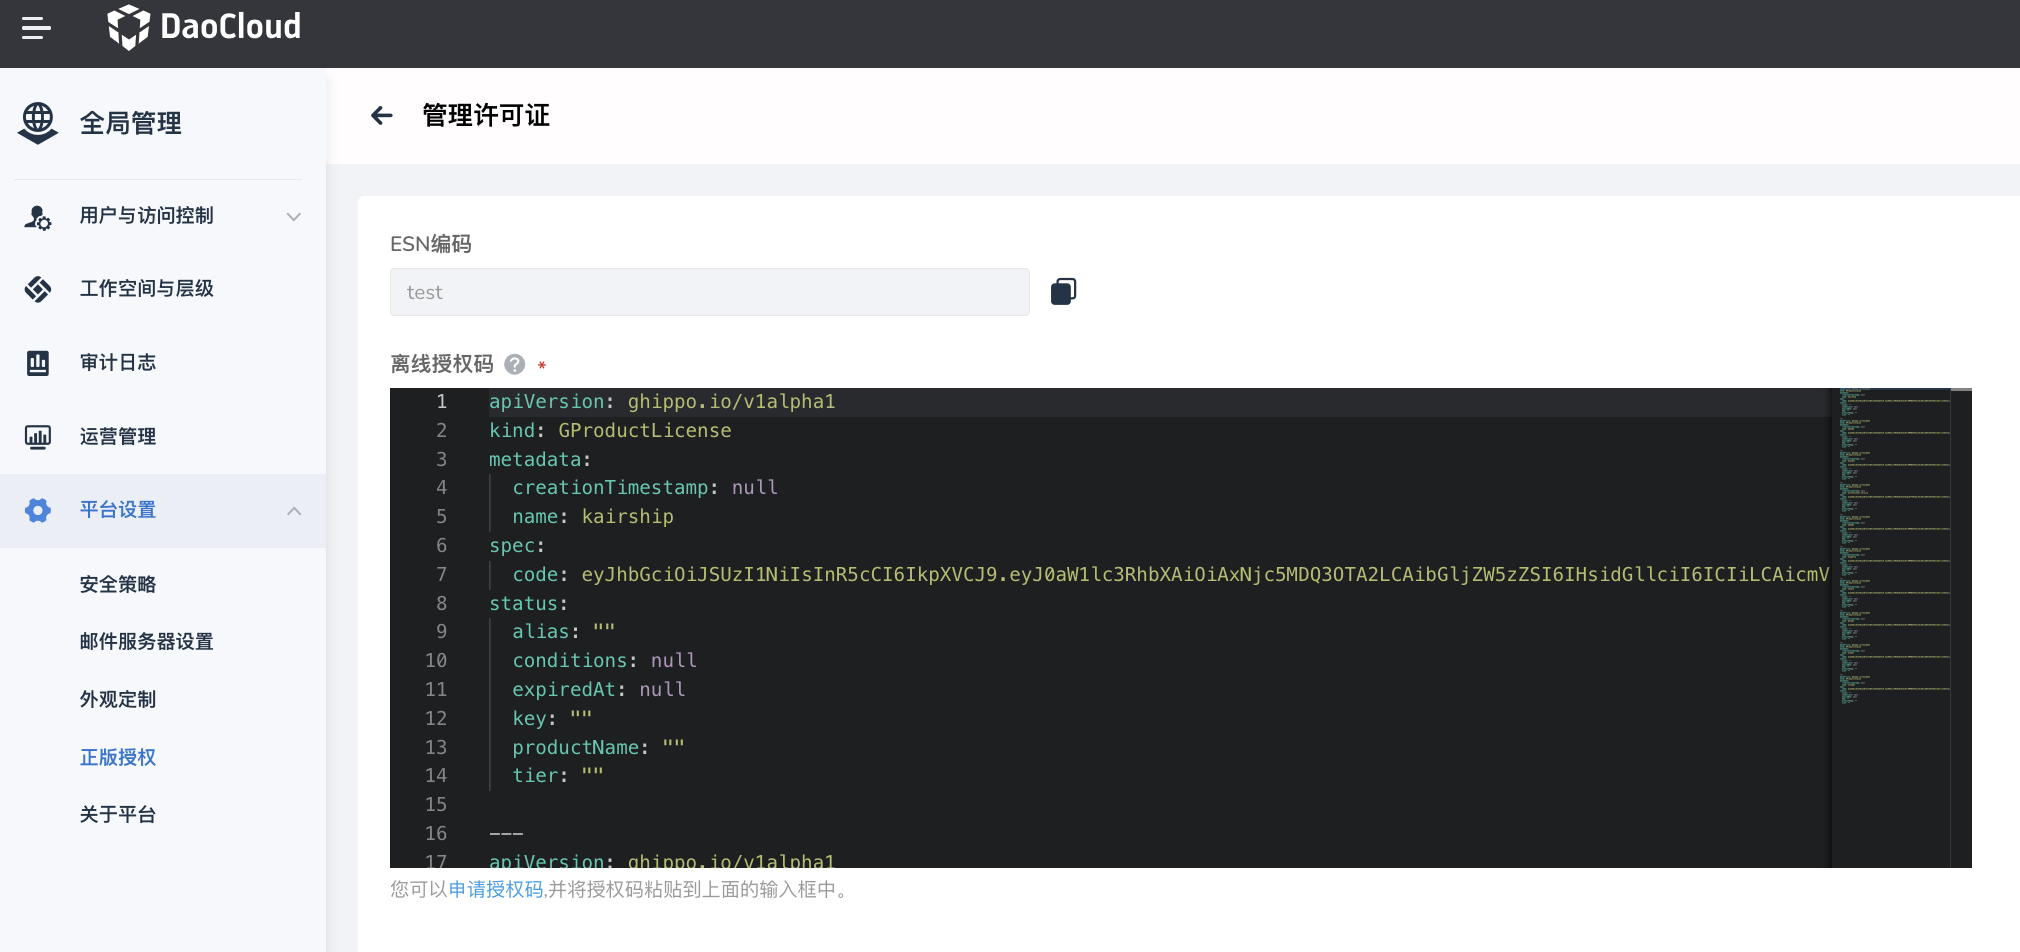 DaoCloud
全局管理
用户与访问控制
工作空间与层级
审计日志
运营管理
平台设置
安全策略
邮件服务器设置
外观定制
正版授权
关于平台
管理许可证
ESN编码
test
离线授权码 ? *
1 apiVersion: ghippo.io/v1alpha1
2 kind: GProductLicense
3 metadata:
4 creationTimestamp: null
5 name: kairship
6 spec:
7 code: eyJhbGciOiJSUzI1NiIsInR5cCI6IkpXVCJ9.eyJ0aW1lc3RhbXAiOiAxNjc5MDQ3OTA2LCAibGljZW5zZSI6IHsidGllciI6ICIiLCAicmV
8 status:
9 alias: ""
10 conditions: null
11 expiredAt: null
12 key: ""
13 productName: ""
14 tier: ""
15
16 ---
17 apiVersion: ghippo.io/v1alpha1
您可以申请授权码,并将授权码粘贴到上面的输入框中。